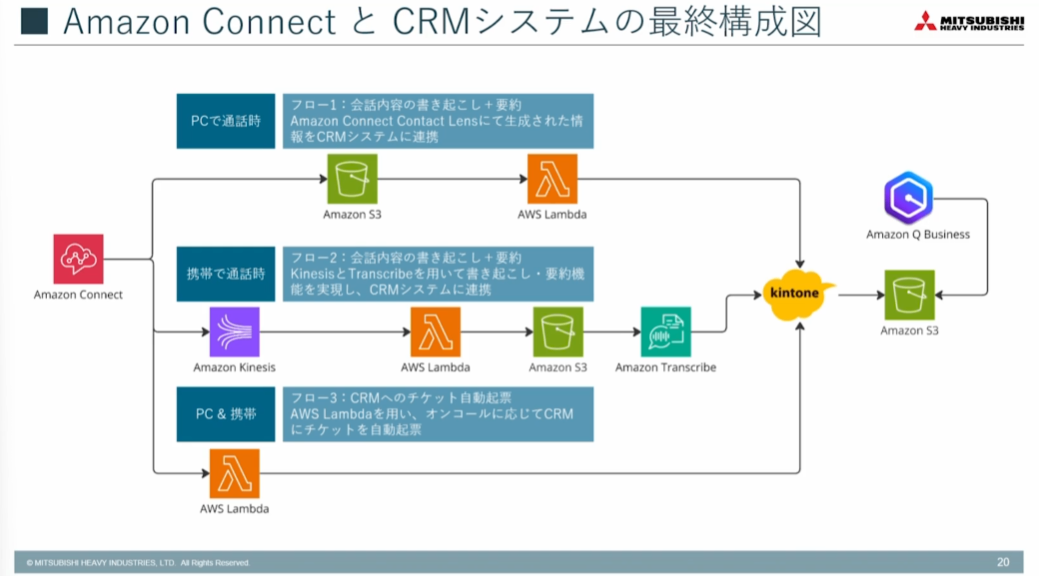 Amazon Connect と CRMシステムの最終構成図
MITSUBISHI
HEAVY INDUSTRIES
PCで通話時
フロー1：会話内容の書き起こし＋要約
Amazon Connect Contact Lensにて生成された情
報をCRMシステムに連携
Amazon S3
AWS Lambda
Amazon Q Business
Amazon Connect
携帯で通話時
フロー2：会話内容の書き起こし＋要約
KinesisとTranscribeを用いて書き起こし・要約機
能を実現し、CRMシステムに連携
kintone
Amazon S3
Amazon Kinesis
AWS Lambda
Amazon S3
Amazon Transcribe
PC & 携帯
フロー3：CRMへのチケット自動起票
AWS Lambdaを用い、オンコールに応じてCRM
にチケットを自動起票
AWS Lambda
© MITSUBISHI HEAVY INDUSTRIES, LTD. All Rights Reserved.
20